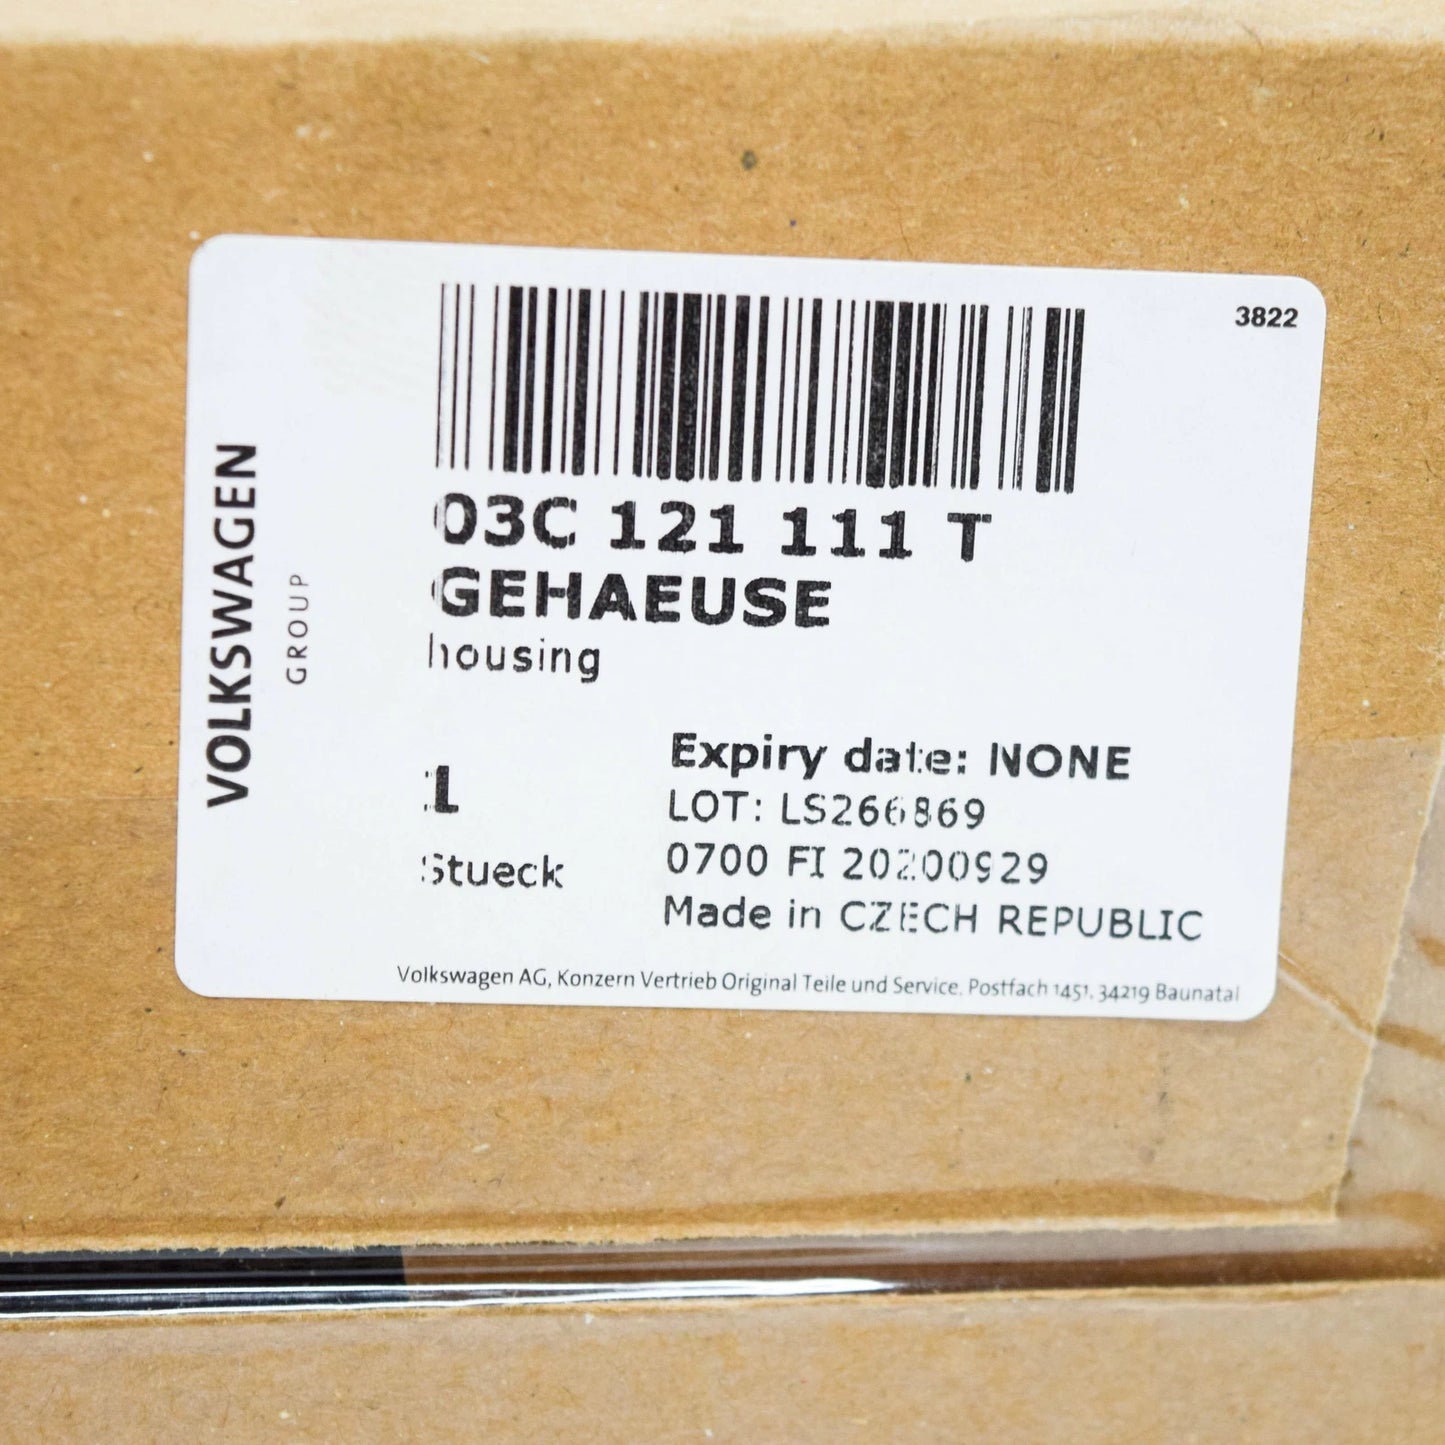 VOLKSWAGEN
GROUP
3822
03C 121 111 T
GEHAEUSE
housing
1
Stueck
Expiry date: NONE
LOT: LS266869
0700 FI 20200929
Made in CZECH REPUBLIC
Volkswagen AG, Konzern Vertrieb Original Teile und Service, Postfach 1451, 34219 Baunatal